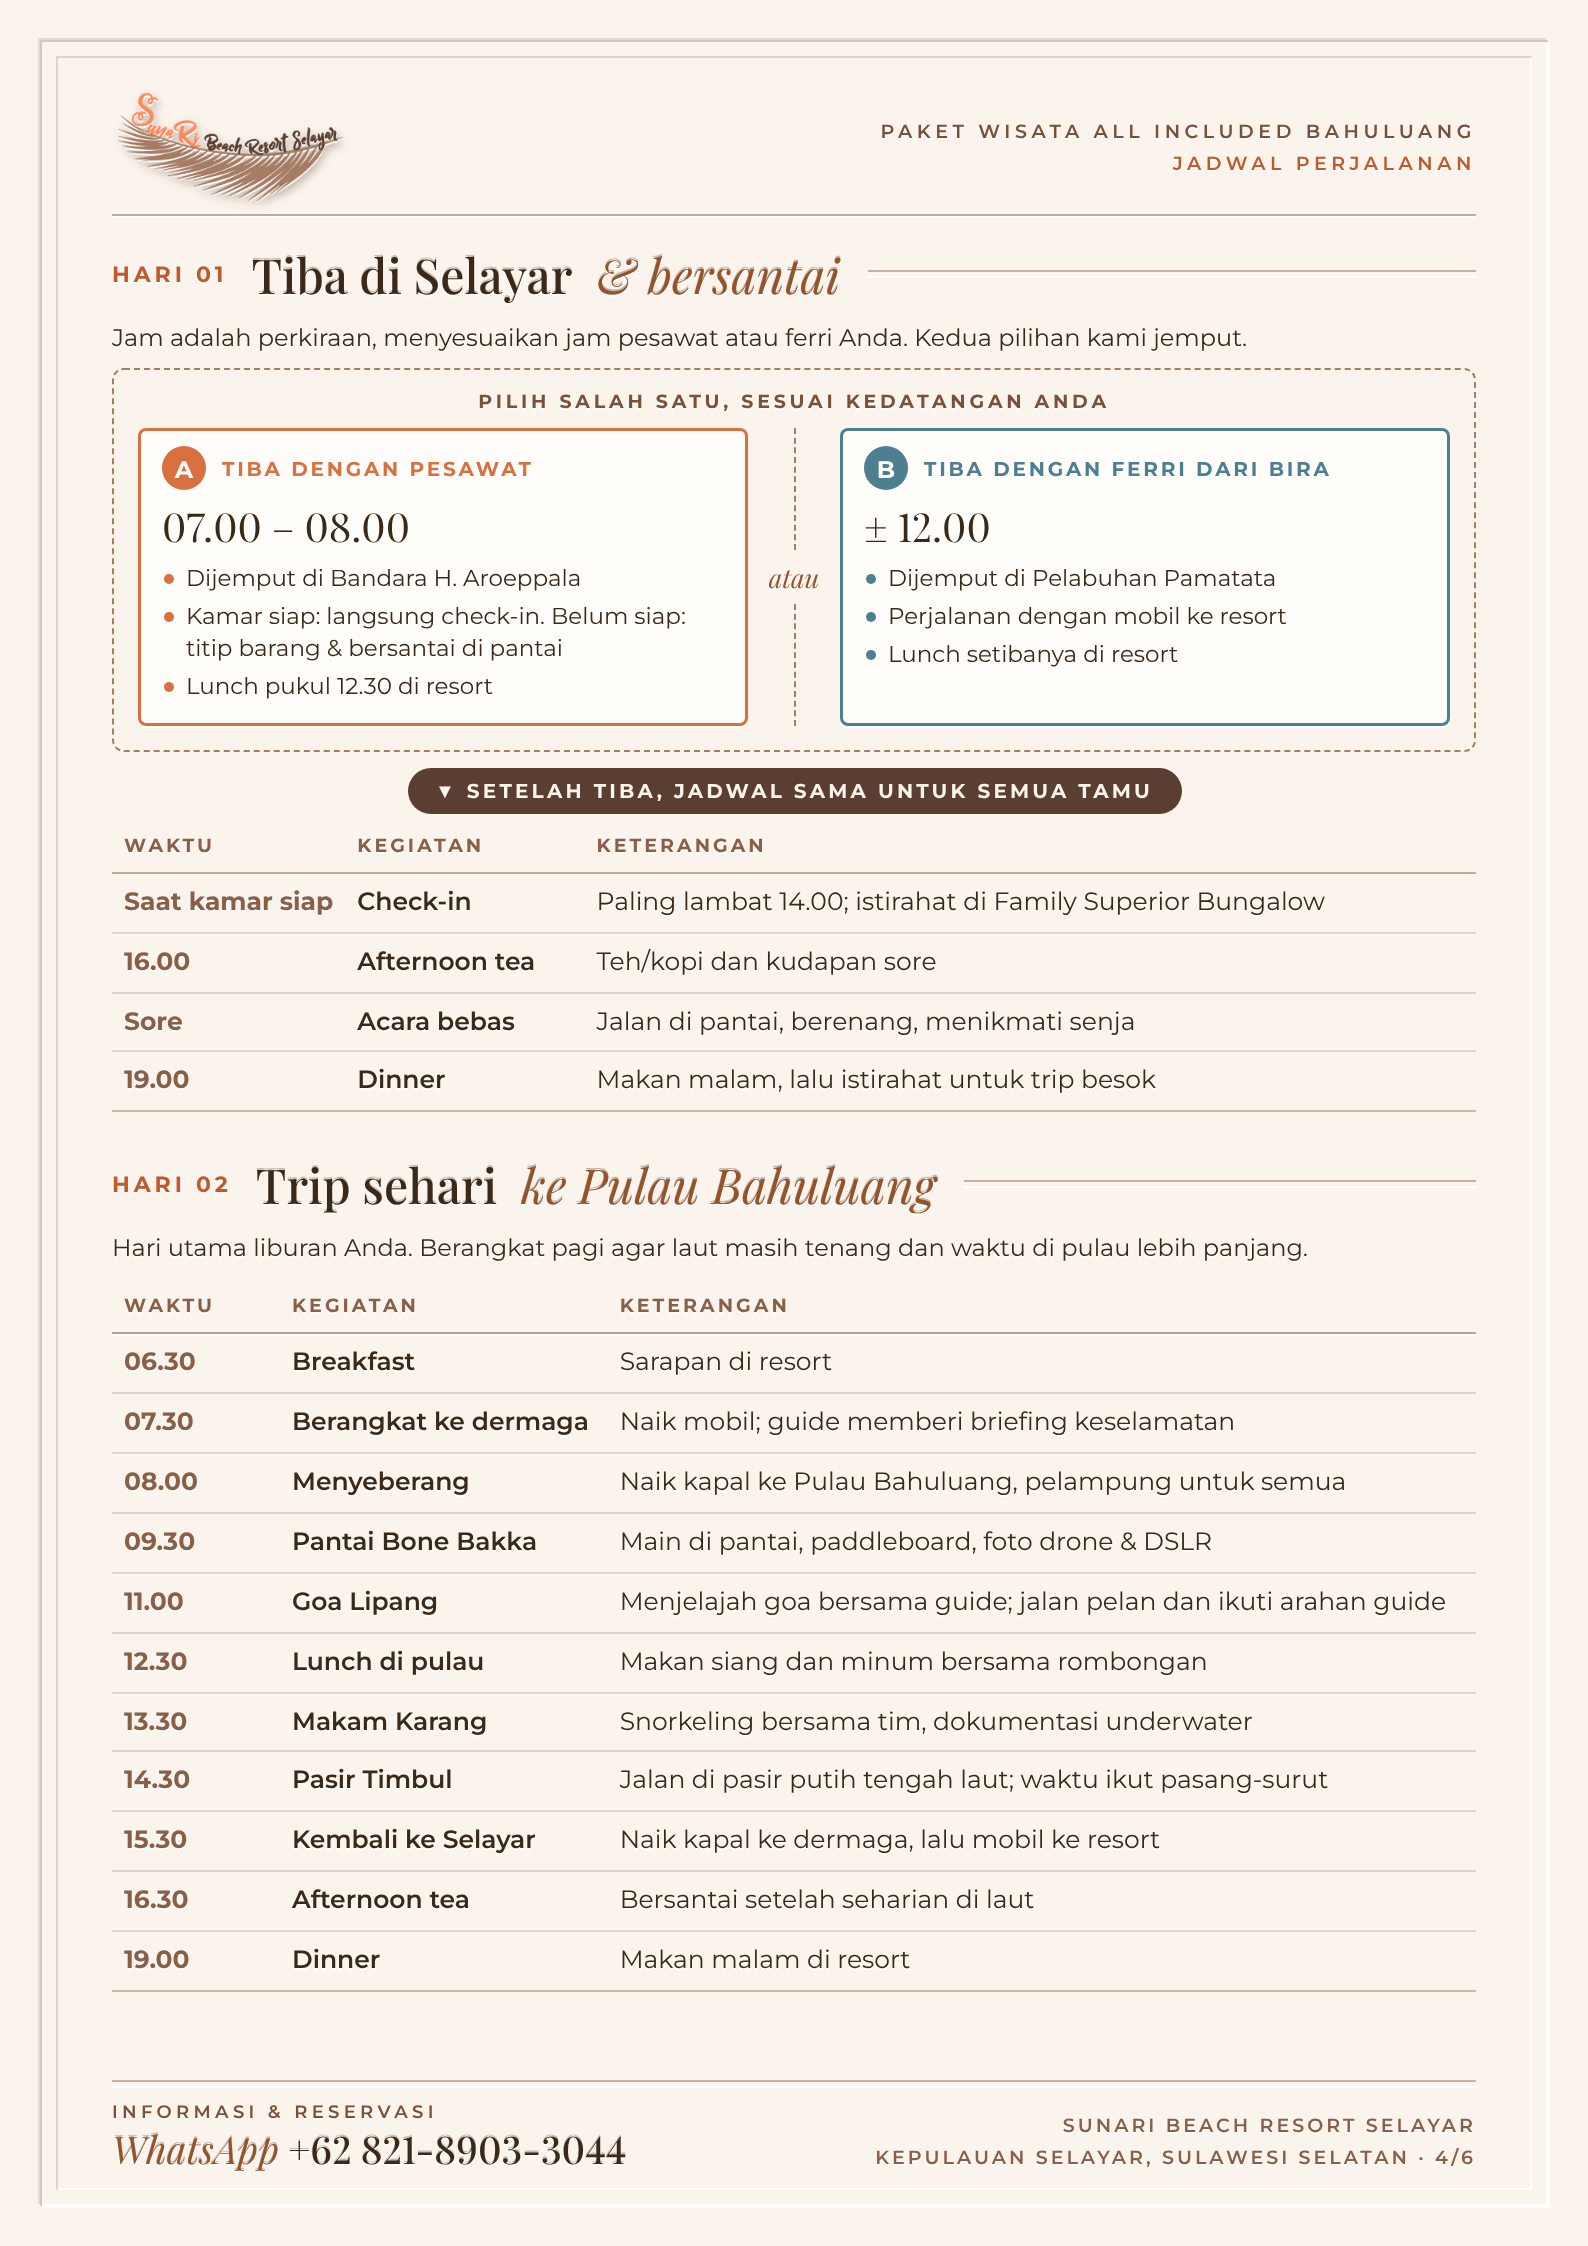 SunaRi Beach Resort Selayar
PAKET WISATA ALL INCLUDED BAHULUANG
JADWAL PERJALANAN
HARI 01 Tiba di Selayar & bersantai
Jam adalah perkiraan, menyesuaikan jam pesawat atau ferri Anda. Kedua pilihan kami jemput.
PILIH SALAH SATU, SESUAI KEDATANGAN ANDA
A TIBA DENGAN PESAWAT
07.00 – 08.00
• Dijemput di Bandara H. Aroeppala
• Kamar siap: langsung check-in. Belum siap:
titip barang & bersantai di pantai
• Lunch pukul 12.30 di resort
atau
B TIBA DENGAN FERRI DARI BIRA
± 12.00
• Dijemput di Pelabuhan Pamatata
• Perjalanan dengan mobil ke resort
• Lunch setibanya di resort
▼ SETELAH TIBA, JADWAL SAMA UNTUK SEMUA TAMU
WAKTU KEGIATAN KETERANGAN
Saat kamar siap Check-in Paling lambat 14.00; istirahat di Family Superior Bungalow
16.00 Afternoon tea Teh/kopi dan kudapan sore
Sore Acara bebas Jalan di pantai, berenang, menikmati senja
19.00 Dinner Makan malam, lalu istirahat untuk trip besok
HARI 02 Trip sehari ke Pulau Bahuluang
Hari utama liburan Anda. Berangkat pagi agar laut masih tenang dan waktu di pulau lebih panjang.
WAKTU KEGIATAN KETERANGAN
06.30 Breakfast Sarapan di resort
07.30 Berangkat ke dermaga Naik mobil; guide memberi briefing keselamatan
08.00 Menyeberang Naik kapal ke Pulau Bahuluang, pelampung untuk semua
09.30 Pantai Bone Bakka Main di pantai, paddleboard, foto drone & DSLR
11.00 Goa Lipang Menjelajah goa bersama guide; jalan pelan dan ikuti arahan guide
12.30 Lunch di pulau Makan siang dan minum bersama rombongan
13.30 Makam Karang Snorkeling bersama tim, dokumentasi underwater
14.30 Pasir Timbul Jalan di pasir putih tengah laut; waktu ikut pasang-surut
15.30 Kembali ke Selayar Naik kapal ke dermaga, lalu mobil ke resort
16.30 Afternoon tea Bersantai setelah seharian di laut
19.00 Dinner Makan malam di resort
INFORMASI & RESERVASI
WhatsApp +62 821-8903-3044
SUNARI BEACH RESORT SELAYAR
KEPULAUAN SELAYAR, SULAWESI SELATAN · 4/6